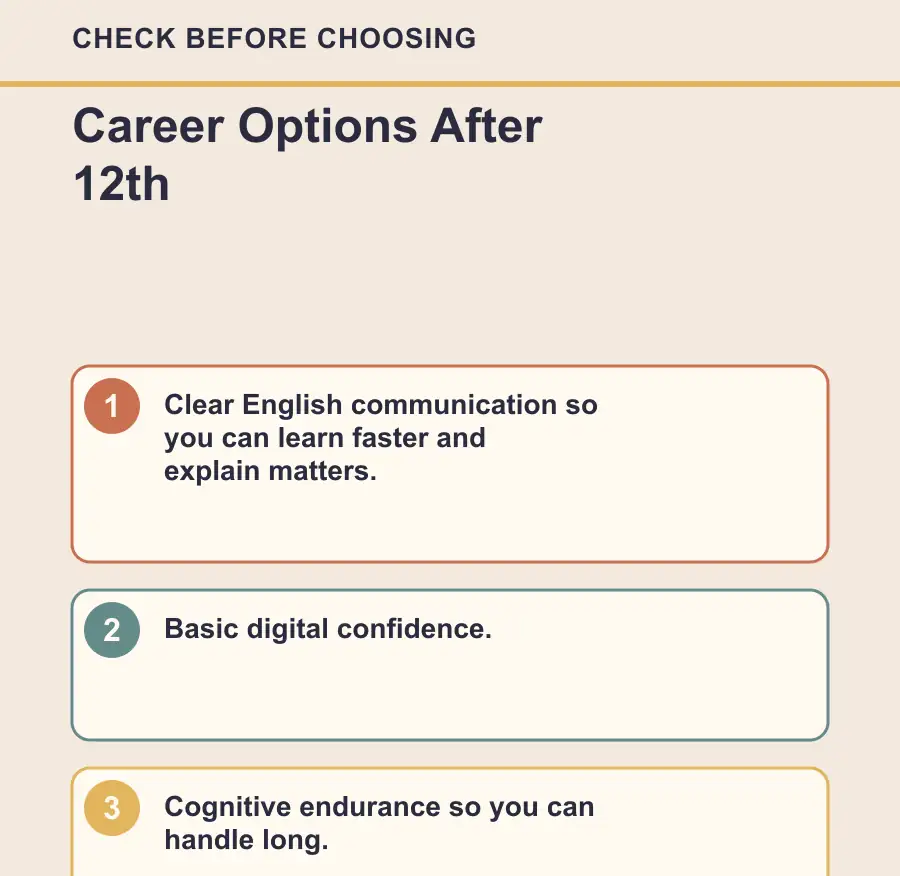 CHECK BEFORE CHOOSING
Career Options After
12th
1
Clear English communication so
you can learn faster and
explain matters.
2
Basic digital confidence.
3
Cognitive endurance so you can
handle long.